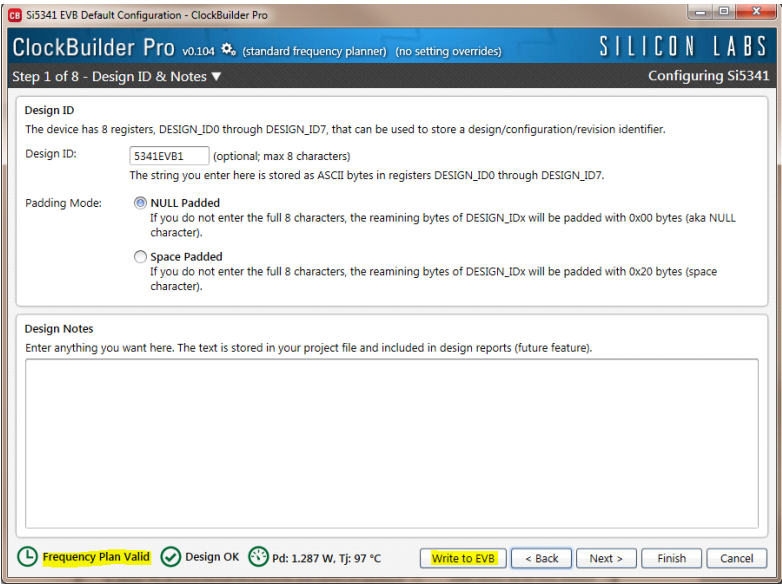 CB Si5341 EVB Default Configuration - ClockBuilder Pro
ClockBuilder Pro v0.104 (standard frequency planner) (no setting overrides) SILICON LABS
Step 1 of 8 - Design ID & Notes ▼ Configuring Si5341
Design ID
The device has 8 registers, DESIGN_ID0 through DESIGN_ID7, that can be used to store a design/configuration/revision identifier.
Design ID: 5341EVB1 (optional; max 8 characters)
The string you enter here is stored as ASCII bytes in registers DESIGN_ID0 through DESIGN_ID7.
Padding Mode: NULL Padded
If you do not enter the full 8 characters, the reamining bytes of DESIGN_IDx will be padded with 0x00 bytes (aka NULL
character).
Space Padded
If you do not enter the full 8 characters, the reamining bytes of DESIGN_IDx will be padded with 0x20 bytes (space
character).
Design Notes
Enter anything you want here. The text is stored in your project file and included in design reports (future feature).
Frequency Plan Valid Design OK Pd: 1.287 W, Tj: 97 °C Write to EVB < Back Next > Finish Cancel